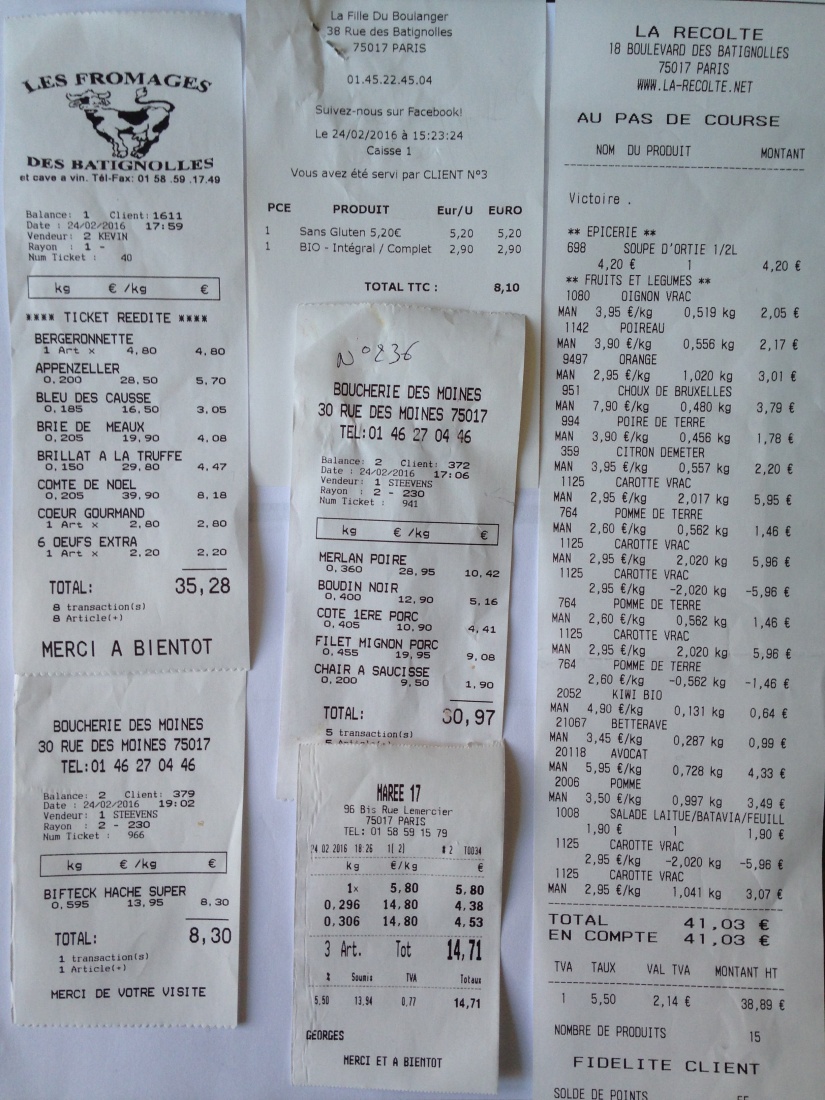 LES FROMAGES
DES BATIGNOLLES
et cave a vin. Tél-Fax: 01 58 .59 .17.49
Balance: 1 Client: 1611
Date : 24/02/2016 17:59
Vendeur: 2 KEVIN
Rayon : 1 -
Num Ticket : 40
kg €/kg €
**** TICKET REEDITE ****
BERGERONNETTE
1 Art x 4,80 4,80
APPENZELLER
0,200 28,50 5,70
BLEU DES CAUSSE
0,185 16,50 3,05
BRIE DE MEAUX
0,205 19,90 4,08
BRILLAT A LA TRUFFE
0,150 29,80 4,47
COMTE DE NOEL
0,205 39,90 8,18
COEUR GOURMAND
1 Art x 2,80 2,80
6 OEUFS EXTRA
1 Art x 2,20 2,20
TOTAL: 35,28
8 transaction(s)
8 Article(+)
MERCI A BIENTOT
BOUCHERIE DES MOINES
30 RUE DES MOINES 75017
TEL:01 46 27 04 46
Balance: 2 Client: 379
Date : 24/02/2016 19:02
Vendeur: 1 STEEVENS
Rayon : 2 - 230
Num Ticket : 966
kg €/kg €
BIFTECK HACHE SUPER
0,595 13,95 8,30
TOTAL: 8,30
1 transaction(s)
1 Article(+)
MERCI DE VOTRE VISITE
La Fille Du Boulanger
38 Rue des Batignolles
75017 PARIS
01.45.22.45.04
Suivez-nous sur Facebook!
Le 24/02/2016 à 15:23:24
Caisse 1
Vous avez été servi par CLIENT N°3
PCE PRODUIT Eur/U EURO
1 Sans Gluten 5,20€ 5,20 5,20
1 BIO - Intégral / Complet 2,90 2,90
TOTAL TTC : 8,10
N°236
BOUCHERIE DES MOINES
30 RUE DES MOINES 75017
TEL:01 46 27 04 46
Balance: 2 Client: 372
Date : 24/02/2016 17:06
Vendeur: 1 STEEVENS
Rayon : 2 - 230
Num Ticket : 941
kg €/kg €
MERLAN POIRE
0,360 28,95 10,42
BOUDIN NOIR
0,400 12,90 5,16
COTE 1ERE PORC
0,405 10,90 4,41
FILET MIGNON PORC
0,455 19,95 9,08
CHAIR A SAUCISSE
0,200 9,50 1,90
TOTAL: 30,97
5 transaction(s)
MAREE 17
96 Bis Rue Lemercier
75017 PARIS
TEL: 01 58 59 15 79
24 02 2016 18 26 1[ 2] # 2 T0034
kg €/kg €
1x 5,80 5,80
0,296 14,80 4,38
0,306 14,80 4,53
3 Art. Tot 14,71
% Soumis TVA Totaux
5,50 13,94 0,77 14,71
GEORGES
MERCI ET A BIENTOT
LA RECOLTE
18 BOULEVARD DES BATIGNOLLES
75017 PARIS
WWW.LA-RECOLTE.NET
AU PAS DE COURSE
NOM DU PRODUIT MONTANT
Victoire .
** EPICERIE **
698 SOUPE D'ORTIE 1/2L
4,20 € 1 4,20 €
** FRUITS ET LEGUMES **
1080 OIGNON VRAC
MAN 3,95 €/kg 0,519 kg 2,05 €
1142 POIREAU
MAN 3,90 €/kg 0,556 kg 2,17 €
9497 ORANGE
MAN 2,95 €/kg 1,020 kg 3,01 €
951 CHOUX DE BRUXELLES
MAN 7,90 €/kg 0,480 kg 3,79 €
994 POIRE DE TERRE
MAN 3,90 €/kg 0,456 kg 1,78 €
359 CITRON DEMETER
MAN 3,95 €/kg 0,557 kg 2,20 €
1125 CAROTTE VRAC
MAN 2,95 €/kg 2,017 kg 5,95 €
764 POMME DE TERRE
MAN 2,60 €/kg 0,562 kg 1,46 €
1125 CAROTTE VRAC
MAN 2,95 €/kg 2,020 kg 5,96 €
1125 CAROTTE VRAC
2,95 €/kg -2,020 kg -5,96 €
764 POMME DE TERRE
MAN 2,60 €/kg 0,562 kg 1,46 €
1125 CAROTTE VRAC
MAN 2,95 €/kg 2,020 kg 5,96 €
764 POMME DE TERRE
2,60 €/kg -0,562 kg -1,46 €
2052 KIWI BIO
MAN 4,90 €/kg 0,131 kg 0,64 €
21067 BETTERAVE
MAN 3,45 €/kg 0,287 kg 0,99 €
20118 AVOCAT
MAN 5,95 €/kg 0,728 kg 4,33 €
2006 POMME
MAN 3,50 €/kg 0,997 kg 3,49 €
1008 SALADE LAITUE/BATAVIA/FEUILL
1,90 € 1 1,90 €
1125 CAROTTE VRAC
2,95 €/kg -2,020 kg -5,96 €
1125 CAROTTE VRAC
MAN 2,95 €/kg 1,041 kg 3,07 €
TOTAL 41,03 €
EN COMPTE 41,03 €
TVA TAUX VAL TVA MONTANT HT
1 5,50 2,14 € 38,89 €
NOMBRE DE PRODUITS 15
FIDELITE CLIENT
SOLDE DE POINTS